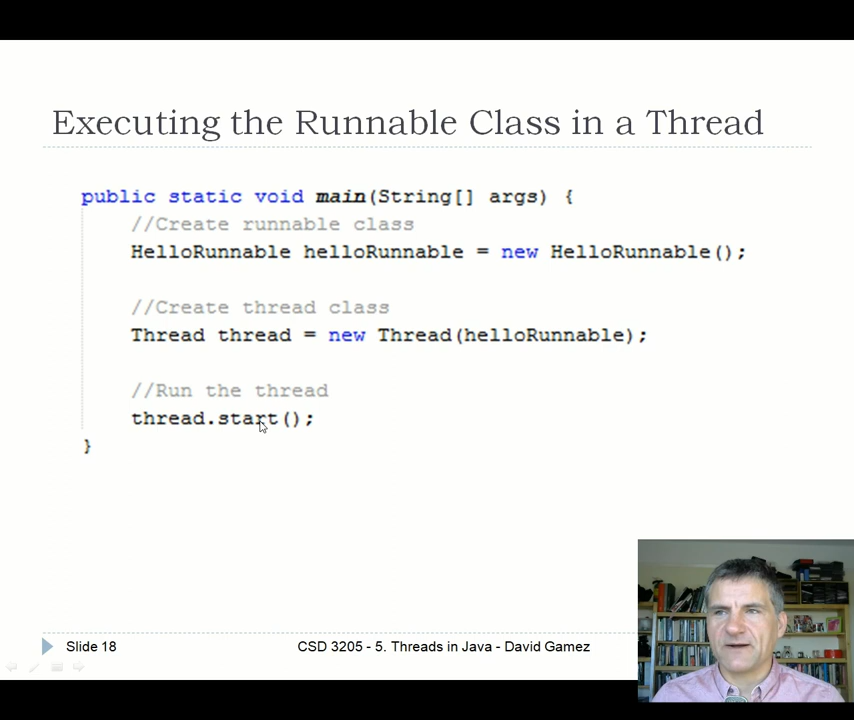 Executing the Runnable Class in a Thread
public static void main(String[] args) {
//Create runnable class
HelloRunnable helloRunnable = new HelloRunnable();
//Create thread class
Thread thread = new Thread(helloRunnable);
//Run the thread
thread.start();
}
Slide 18
CSD 3205 - 5. Threads in Java - David Gamez